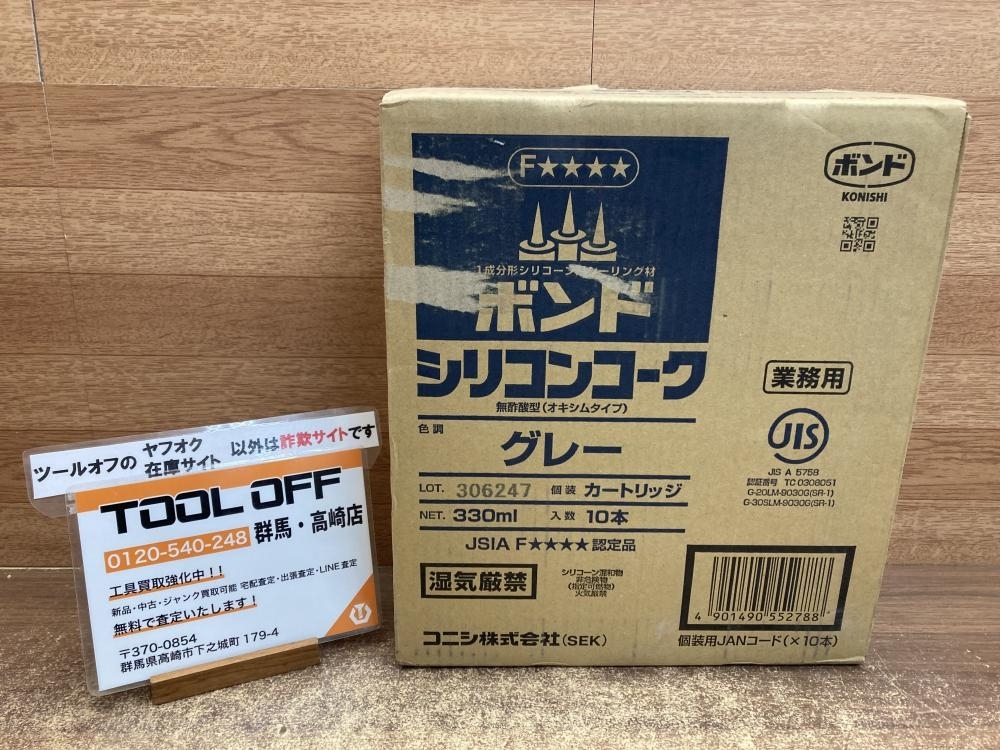 ツールオフの ヤフオク 在庫サイト 以外は詐欺サイトです
TOOL OFF
0120-540-248 群馬・高崎店
工具買取強化中！！
新品・中古・ジャンク買取可能 宅配査定・出張査定・LINE査定
無料で査定いたします！
〒370-0854
群馬県高崎市下之城町 179-4
F★★★★
1成分形シリコーン系シーリング材
ボンド
シリコンコーク
無酢酸型(オキシムタイプ)
色調
グレー
LOT. 306247 個装 カートリッジ
NET. 330ml 入数 10本
JSIA F★★★★認定品
湿気厳禁
シリコーン混和物
非危険物
(指定可燃物)
火気厳禁
コニシ株式会社(SEK)
ボンド
KONISHI
業務用
JIS
JIS A 5758
認証番号 TC0308051
G-20LM-9030G(SR-1)
G-30SLM-9030G(SR-1)
4 901490 552788
個装用JANコード(×10本)